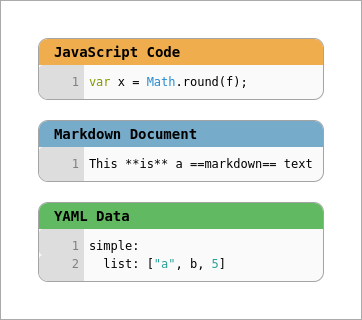 JavaScript Code
1 var x = Math.round(f);
Markdown Document
1 This **is** a ==markdown== text
YAML Data
1 simple:
2   list: ["a", b, 5]